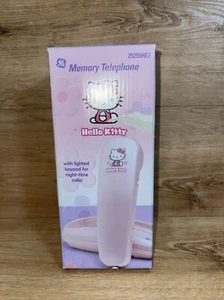 GE Memory Telephone
Hello Kitty
with lighted
keypad for
night-time
calls!